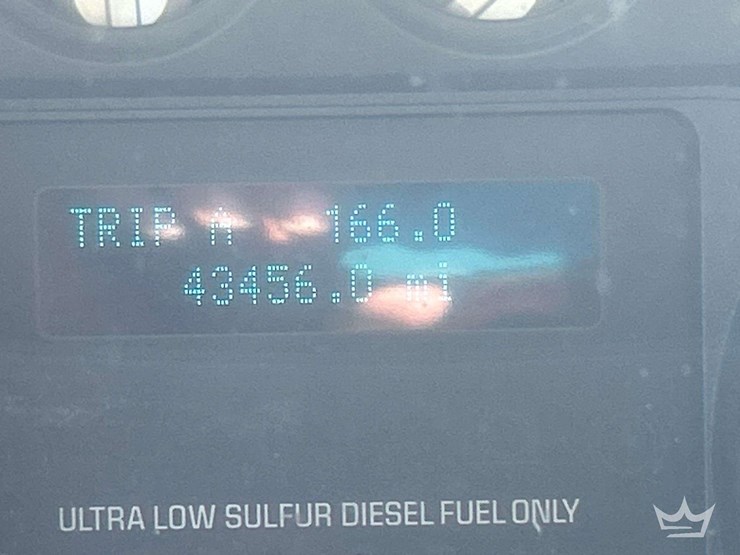 TRIP A 166.0
43456.0 mi
ULTRA LOW SULFUR DIESEL FUEL ONLY